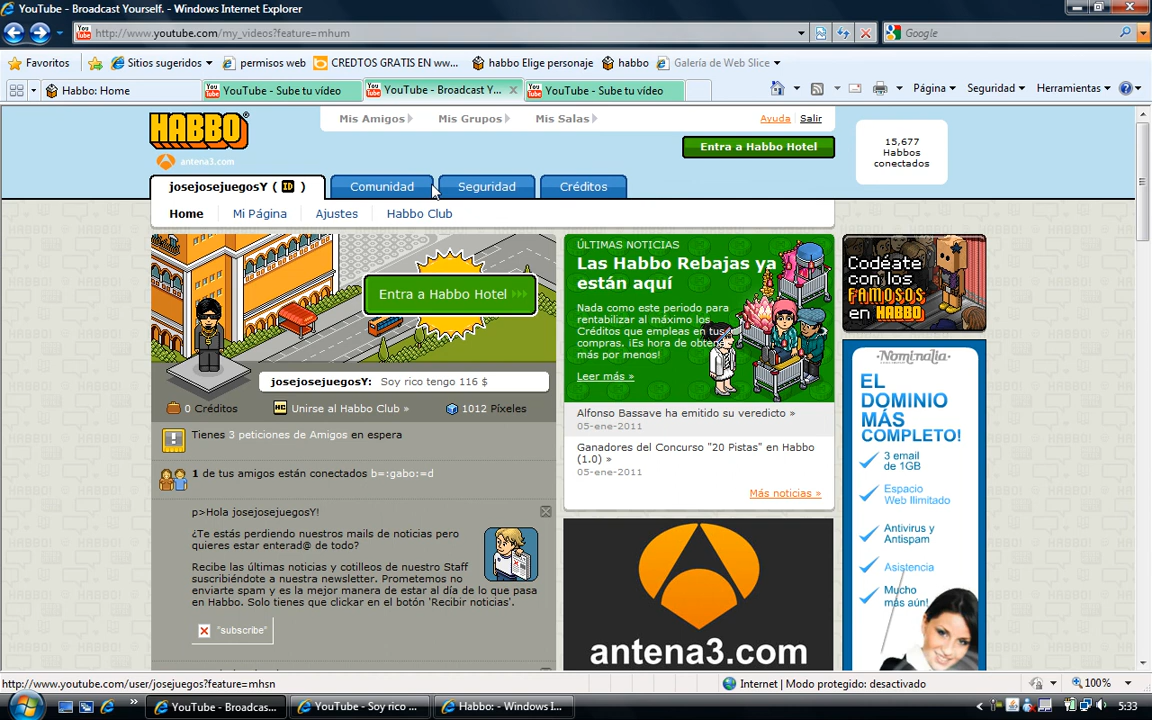 YouTube - Broadcast Yourself. - Windows Internet Explorer
http://www.youtube.com/my_videos?feature=mhum
Google
Favoritos
Sitios sugeridos
permisos web
CREDTOS GRATIS EN ww...
habbo Elige personaje
habbo
Galería de Web Slice
Habbo: Home
YouTube - Sube tu vídeo
YouTube - Broadcast Y...
YouTube - Sube tu vídeo
Página
Seguridad
Herramientas
HABBO
antena3.com
Mis Amigos
Mis Grupos
Mis Salas
Ayuda
Salir
Entra a Habbo Hotel
15,677
Habbos
conectados
josejosejuegosY ( ID )
Comunidad
Seguridad
Créditos
Home
Mi Página
Ajustes
Habbo Club
Entra a Habbo Hotel
josejosejuegosY: Soy rico tengo 116 $
0 Créditos
HC Unirse al Habbo Club »
1012 Píxeles
Tienes 3 peticiones de Amigos en espera
1 de tus amigos están conectados b=:gabo:=d
p>Hola josejosejuegosY!
¿Te estás perdiendo nuestros mails de noticias pero
quieres estar enterad@ de todo?
Recibe las últimas noticias y cotilleos de nuestro Staff
suscribiéndote a nuestra newsletter. Prometemos no
enviarte spam y es la mejor manera de estar al día de lo que pasa
en Habbo. Solo tienes que clickar en el botón 'Recibir noticias'.
"subscribe"
ÚLTIMAS NOTICIAS
Las Habbo Rebajas ya
están aquí
Nada como este periodo para
rentabilizar al máximo los
Créditos que empleas en tus
compras. ¡Es hora de obtener
más por menos!
Leer más »
Alfonso Bassave ha emitido su veredicto »
05-ene-2011
Ganadores del Concurso "20 Pistas" en Habbo
(1.0) »
05-ene-2011
Más noticias »
antena3.com
Codéate
con los
FAMOSOS
en HABBO
Nominalia
EL
DOMINIO
MÁS
COMPLETO!
3 email
de 1GB
Espacio
Web Ilimitado
Antivirus y
Antispam
Asistencia
Mucho
más aún!
http://www.youtube.com/user/josejuegos?feature=mhsn
Internet | Modo protegido: desactivado
100%
YouTube - Broadcas...
YouTube - Soy rico ...
Habbo: - Windows I...
5:33